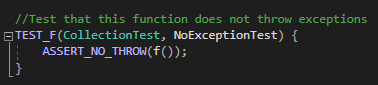 //Test that this function does not throw exceptions
TEST_F(CollectionTest, NoExceptionTest) {
    ASSERT_NO_THROW(f());
}